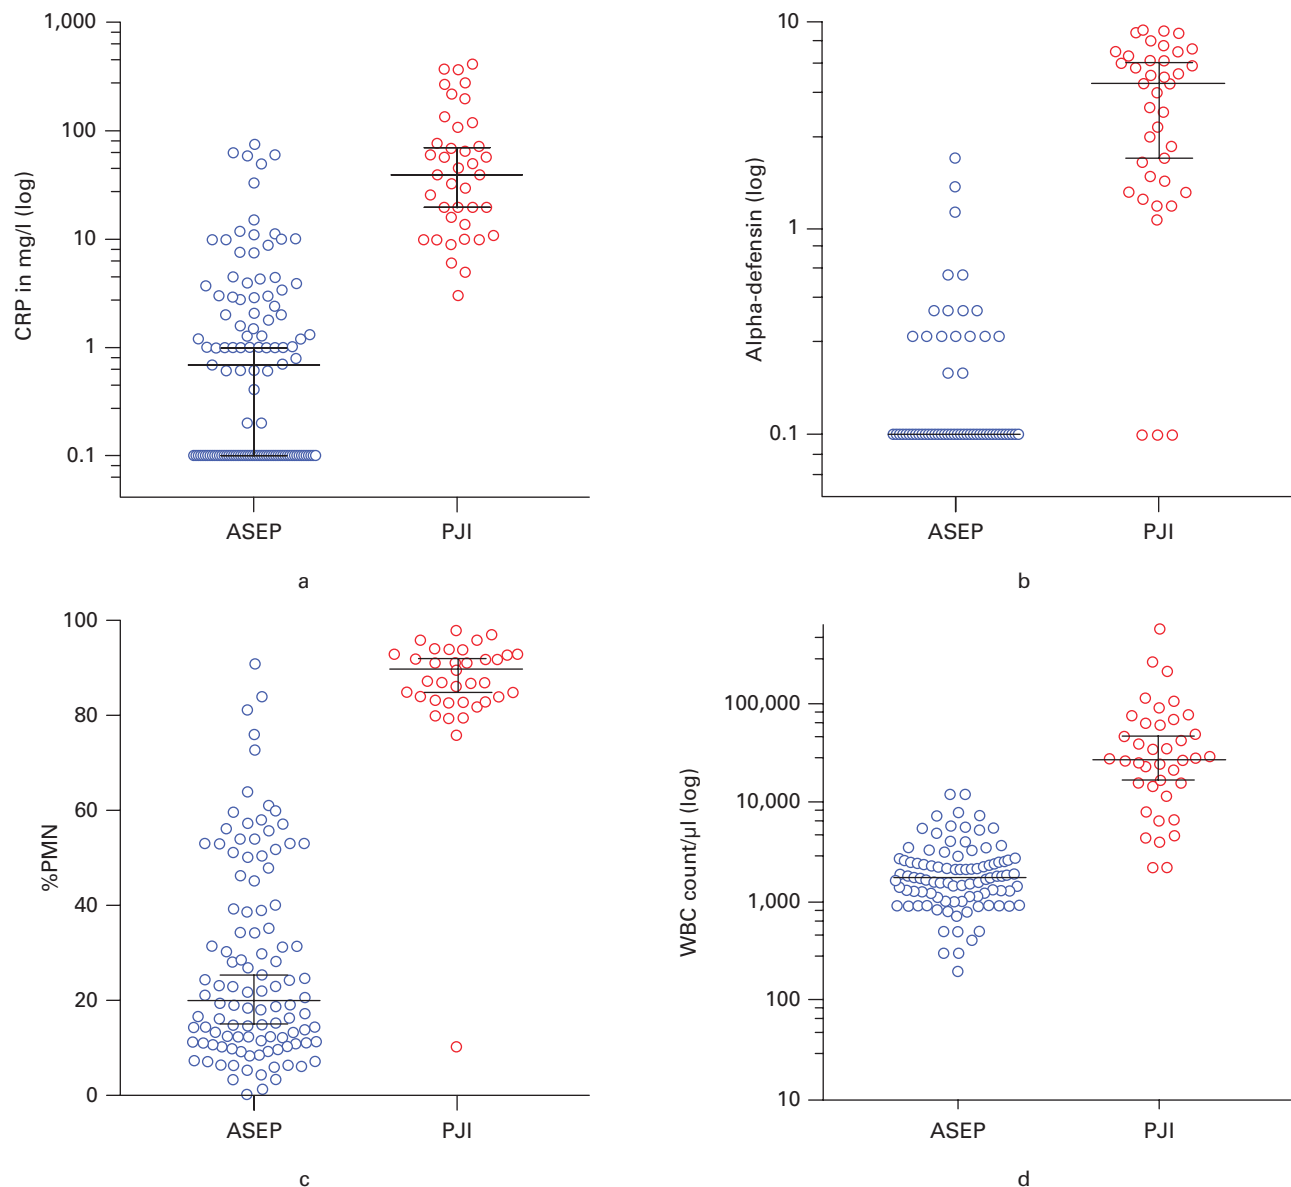 CRP in mg/l (log)
1,000
100
10
1
0.1
ASEP
PJI
a
Alpha-defensin (log)
10
1
0.1
ASEP
PJI
b
%PMN
100
80
60
40
20
0
ASEP
PJI
c
WBC count/µl (log)
100,000
10,000
1,000
100
10
ASEP
PJI
d